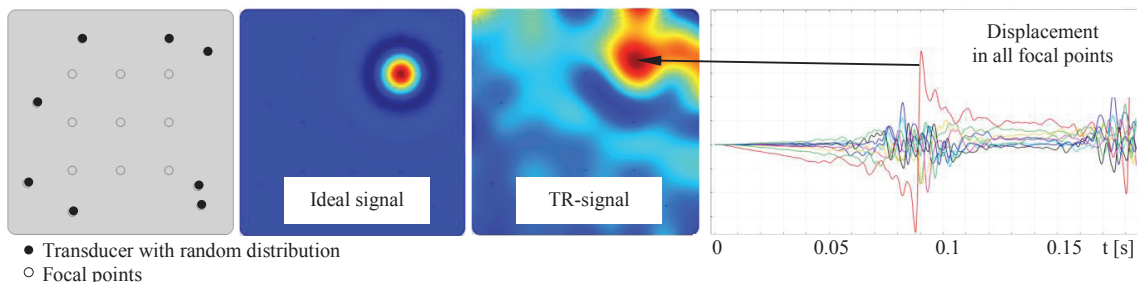 Displacement
in all focal points
Ideal signal
TR-signal
0
0.05
0.1
0.15
t [s]
Transducer with random distribution
Focal points